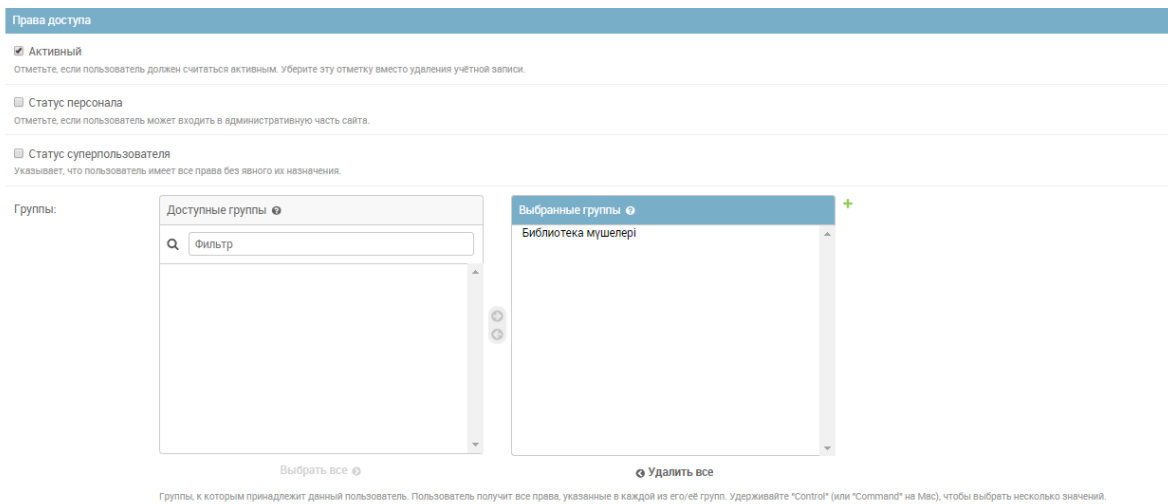 Права доступа
Активный
Отметьте, если пользователь должен считаться активным. Уберите эту отметку вместо удаления учётной записи.
Статус персонала
Отметьте, если пользователь может входить в административную часть сайта.
Статус суперпользователя
Указывает, что пользователь имеет все права без явного их назначения.
Группы:
Доступные группы
Выбранные группы
Фильтр
Библиотека мүшелері
Выбрать все
Удалить все
Группы, к которым принадлежит данный пользователь. Пользователь получит все права, указанные в каждой из его/её групп. Удерживайте "Control" (или "Command" на Mac), чтобы выбрать несколько значений.